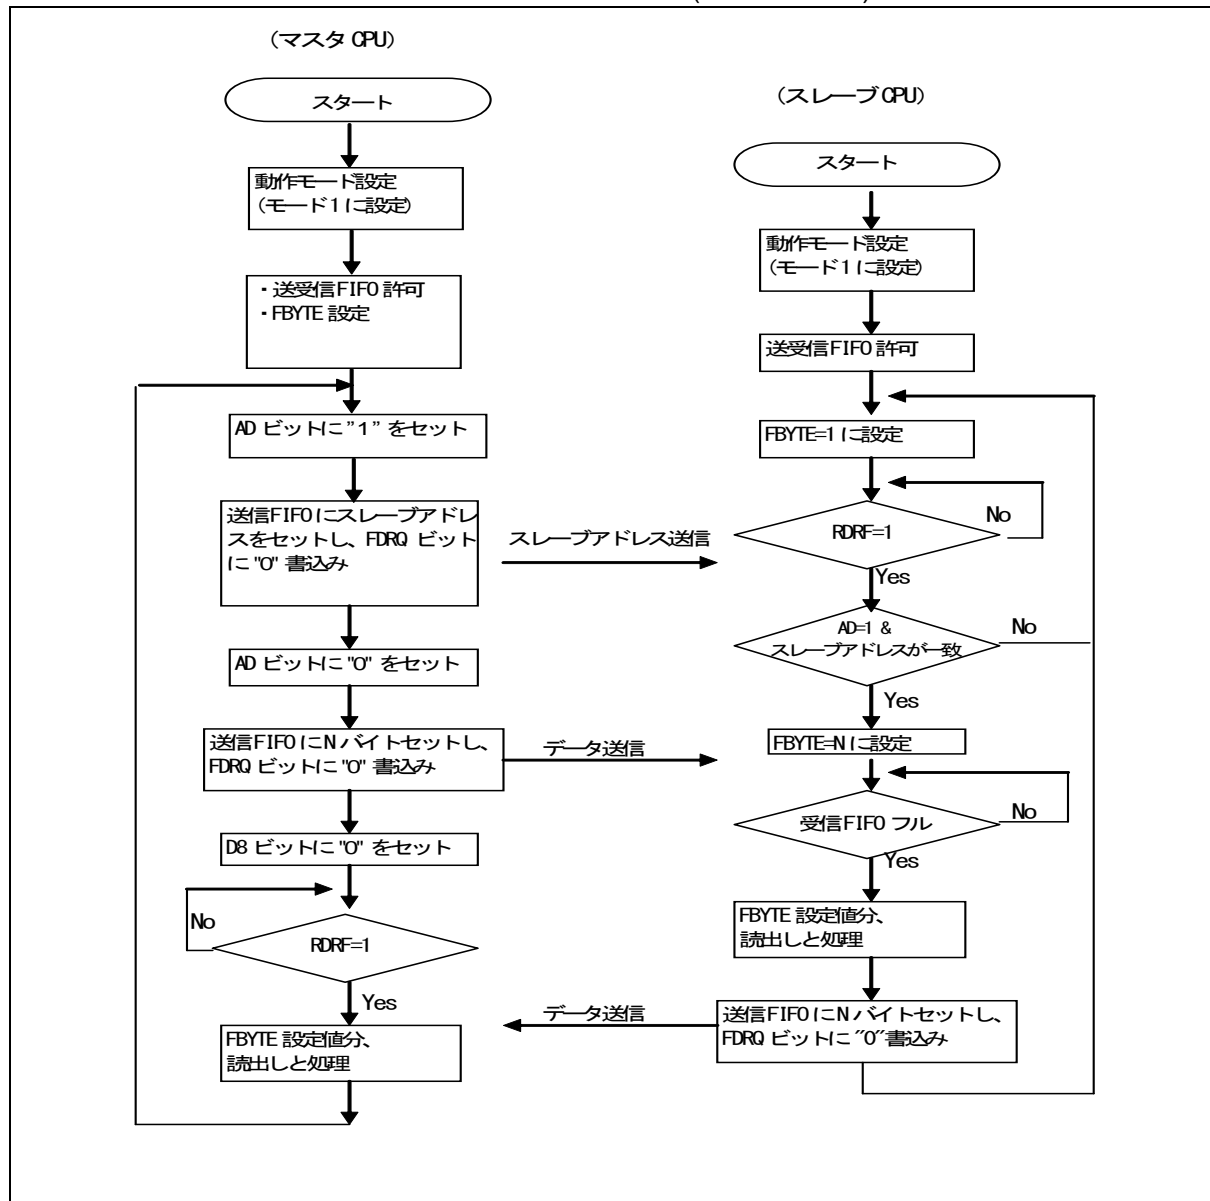 (マスタ CPU)
スタート
動作モード設定
(モード1に設定)
・送受信FIFO 許可
・FBYTE 設定
AD ビットに"1" をセット
送信FIFOにスレーブアドレ
スをセットし、FDRQ ビット
に "0" 書込み
スレーブアドレス送信
AD ビットに "0" をセット
送信FIFOにNバイトセットし、
FDRQ ビットに "0" 書込み
データ送信
D8 ビットに "0" をセット
No
RDRF=1
Yes
FBYTE 設定値分、
読出しと処理
データ送信
(スレーブCPU)
スタート
動作モード設定
(モード1に設定)
送受信FIFO 許可
FBYTE=1 に設定
RDRF=1
No
Yes
AD=1 &
スレーブアドレスが一致
No
Yes
FBYTE=Nに設定
受信FIFO フル
No
Yes
FBYTE 設定値分、
読出しと処理
送信FIFOにNバイトセットし、
FDRQ ビットに "0"書込み